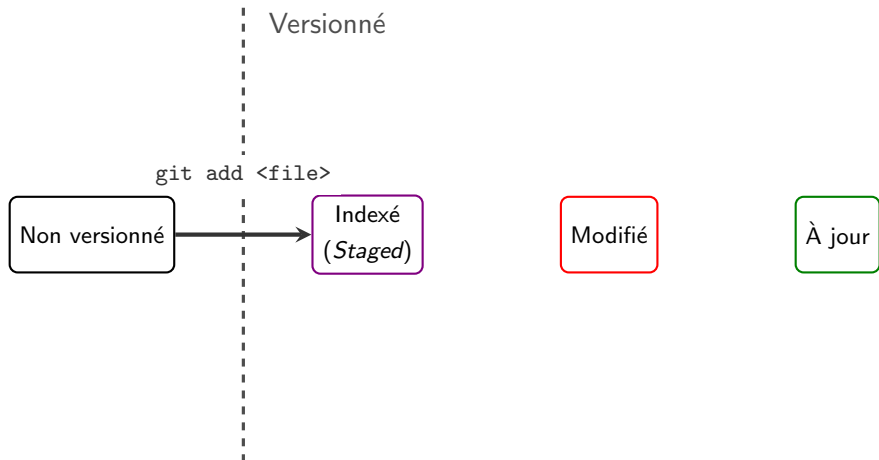 Versionné
git add <file>
Non versionné
Indexé
(Staged)
Modifié
À jour